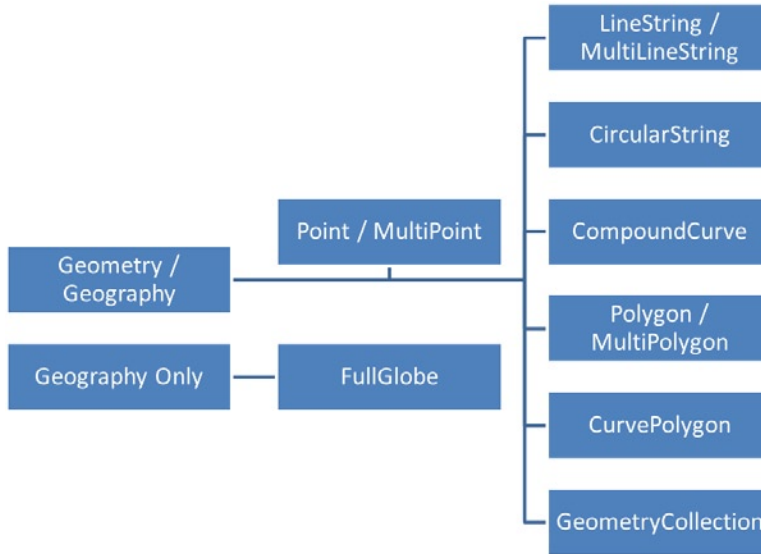 LineString /
MultiLineString
CircularString
Point / MultiPoint
CompoundCurve
Geometry /
Geography
Polygon /
MultiPolygon
Geography Only
FullGlobe
CurvePolygon
GeometryCollection